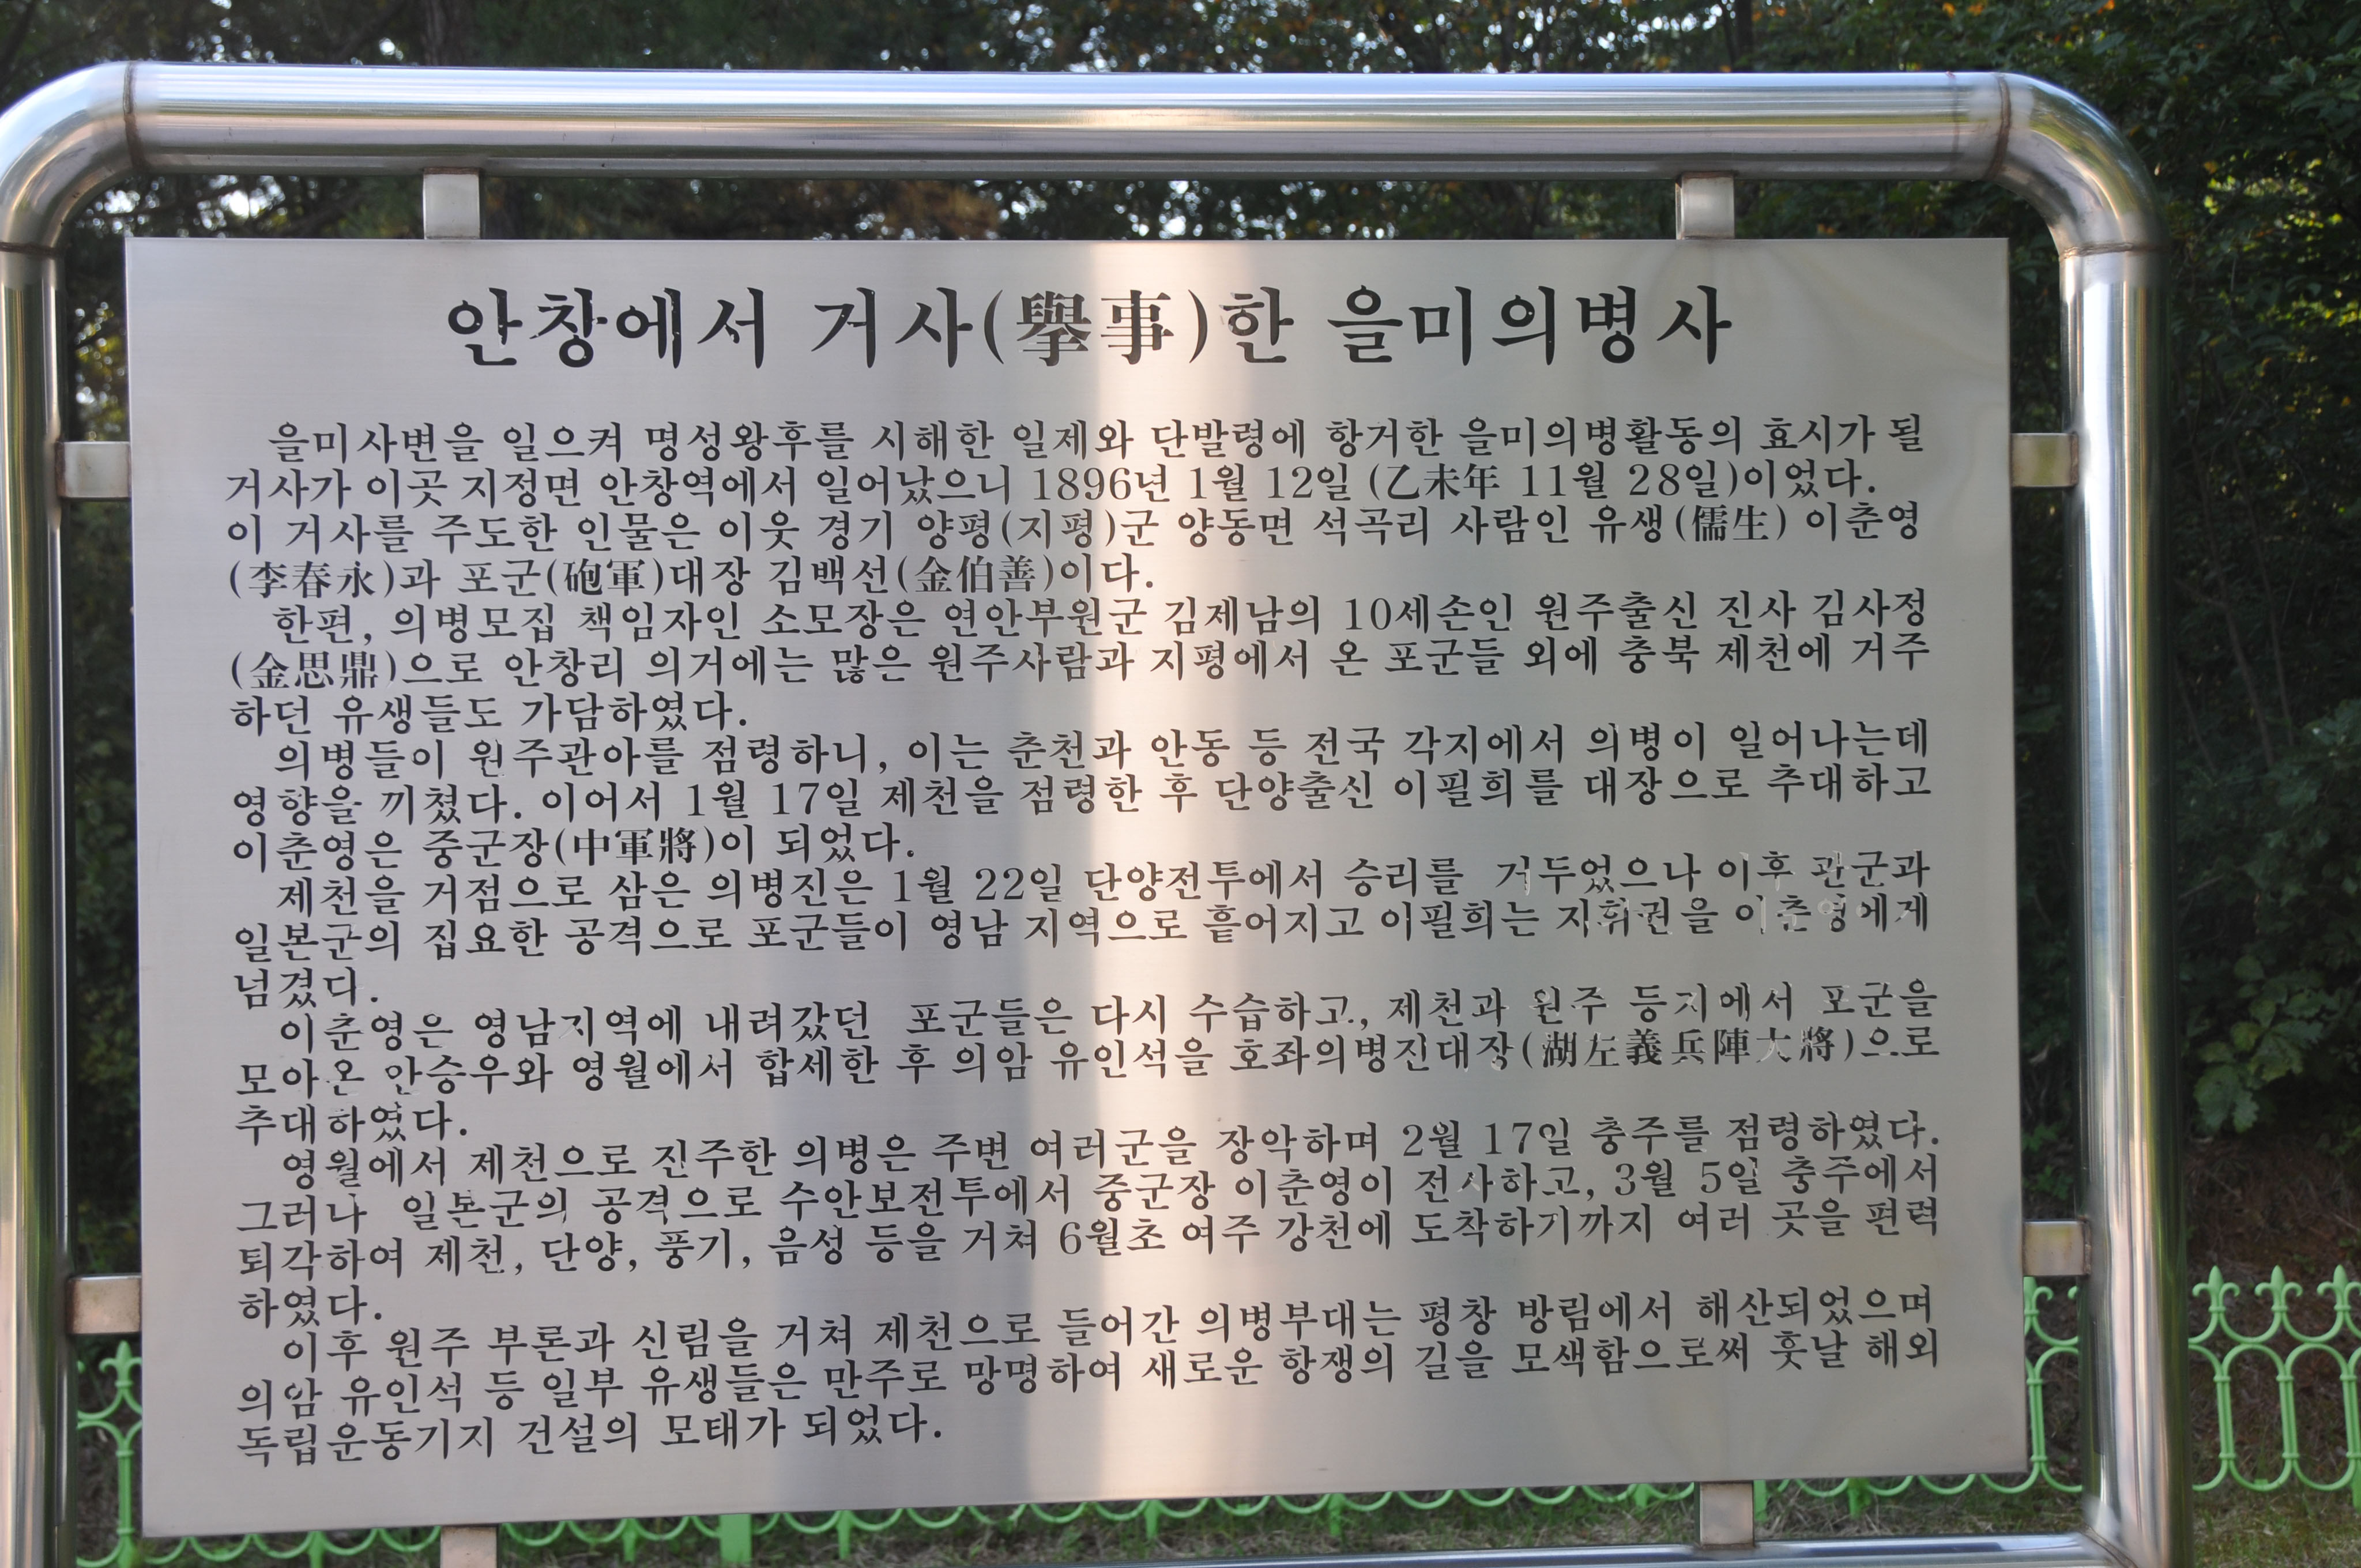 안창에서 거사(擧事)한 을미의병사
을미사변을 일으켜 명성왕후를 시해한 일제와 단발령에 항거한 을미의병활동의 효시가 될
거사가 이곳 지정면 안창역에서 일어났으니 1896년 1월 12일 (乙未年 11월 28일)이었다.
이 거사를 주도한 인물은 이웃 경기 양평(지평)군 양동면 석곡리 사람인 유생(儒生) 이춘영
(李春永)과 포군(砲軍)대장 김백선(金伯善)이다.
한편, 의병모집 책임자인 소모장은 연안부원군 김제남의 10세손인 원주출신 진사 김사정
(金思鼎)으로 안창리 의거에는 많은 원주사람과 지평에서 온 포군들 외에 충북 제천에 거주
하던 유생들도 가담하였다.
의병들이 원주관아를 점령하니, 이는 춘천과 안동 등 전국 각지에서 의병이 일어나는데
영향을 끼쳤다. 이어서 1월 17일 제천을 점령한 후 단양출신 이필희를 대장으로 추대하고
이춘영은 중군장(中軍將)이 되었다.
제천을 거점으로 삼은 의병진은 1월 22일 단양전투에서 승리를 거두었으나 이후 관군과
일본군의 집요한 공격으로 포군들이 영남 지역으로 흩어지고 이필희는 지휘권을 이춘영에게
넘겼다.
이춘영은 영남지역에 내려갔던 포군들은 다시 수습하고, 제천과 원주 등지에서 포군을
모아온 안승우와 영월에서 합세한 후 의암 유인석을 호좌의병진대장(湖左義兵陣大將)으로
추대하였다.
영월에서 제천으로 진주한 의병은 주변 여러군을 장악하며 2월 17일 충주를 점령하였다.
그러나 일본군의 공격으로 수안보전투에서 중군장 이춘영이 전사하고, 3월 5일 충주에서
퇴각하여 제천, 단양, 풍기, 음성 등을 거쳐 6월초 여주 강천에 도착하기까지 여러 곳을 편력
하였다.
이후 원주 부론과 신림을 거쳐 제천으로 들어간 의병부대는 평창 방림에서 해산되었으며
의암 유인석 등 일부 유생들은 만주로 망명하여 새로운 항쟁의 길을 모색함으로써 훗날 해외
독립운동기지 건설의 모태가 되었다.